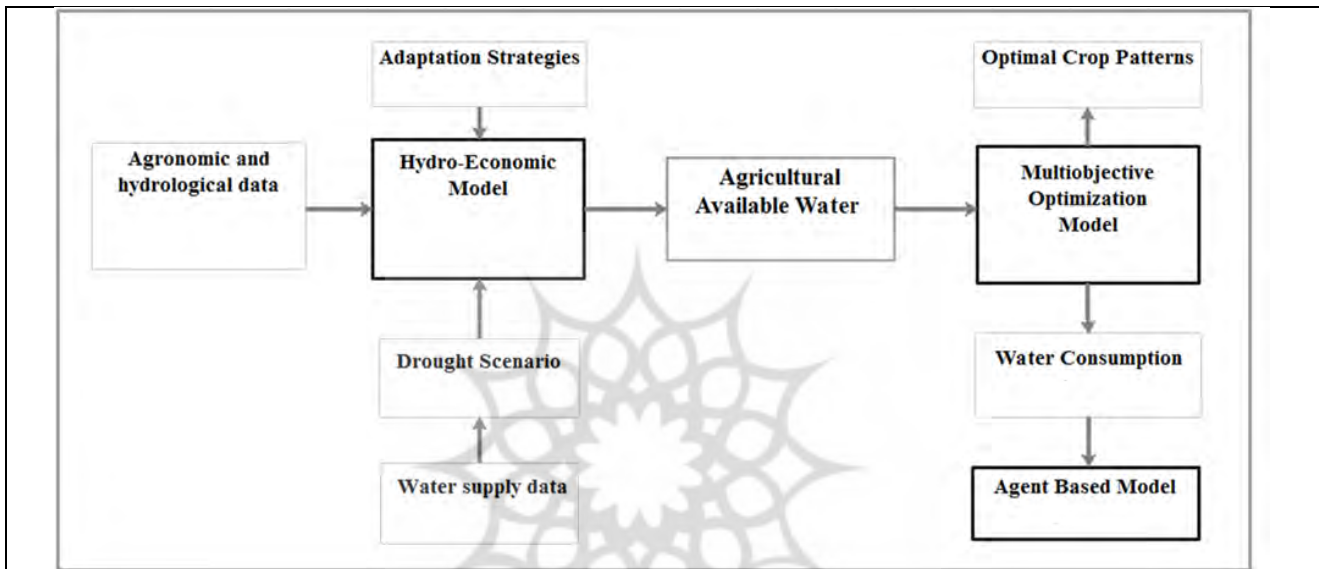 Adaptation Strategies
Optimal Crop Patterns
Agronomic and
hydrological data
Hydro-Economic
Model
Agricultural
Available Water
Multiobjective
Optimization
Model
Drought Scenario
Water Consumption
Water supply data
Agent Based Model